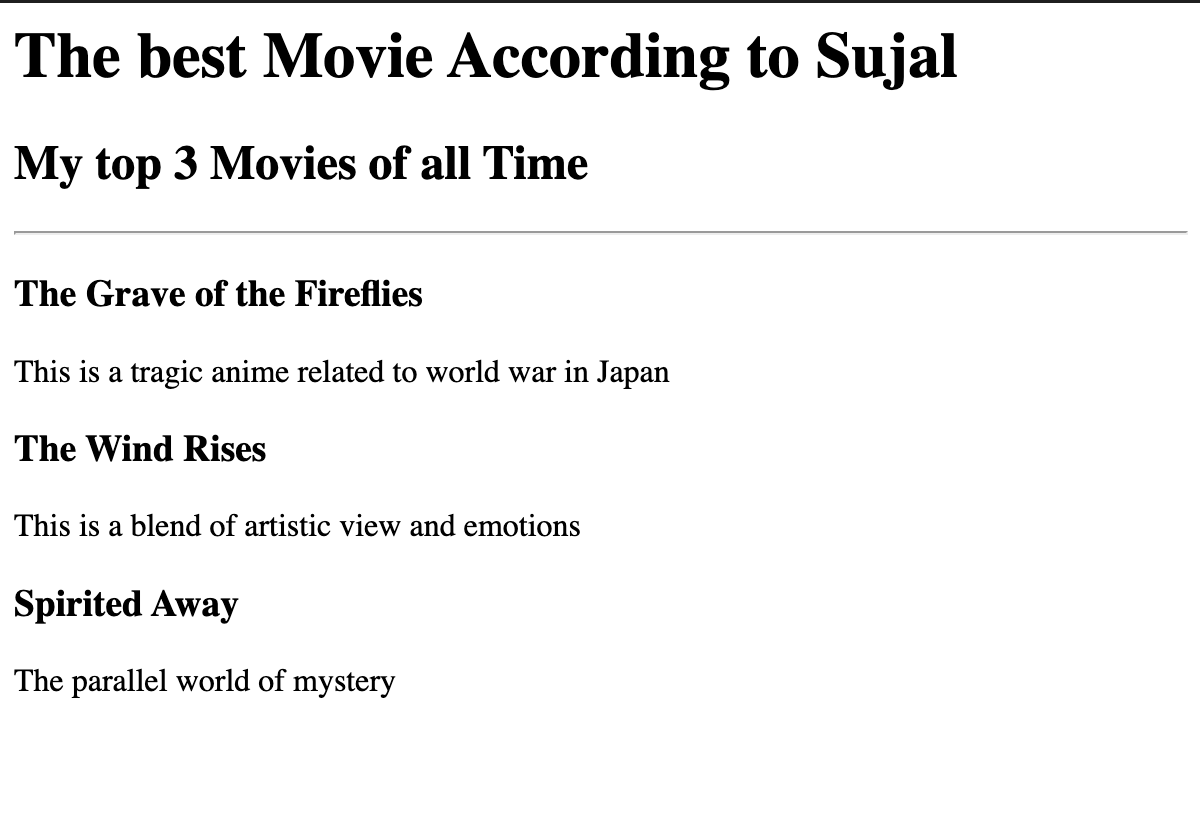 The best Movie According to Sujal
My top 3 Movies of all Time
The Grave of the Fireflies
This is a tragic anime related to world war in Japan
The Wind Rises
This is a blend of artistic view and emotions
Spirited Away
The parallel world of mystery